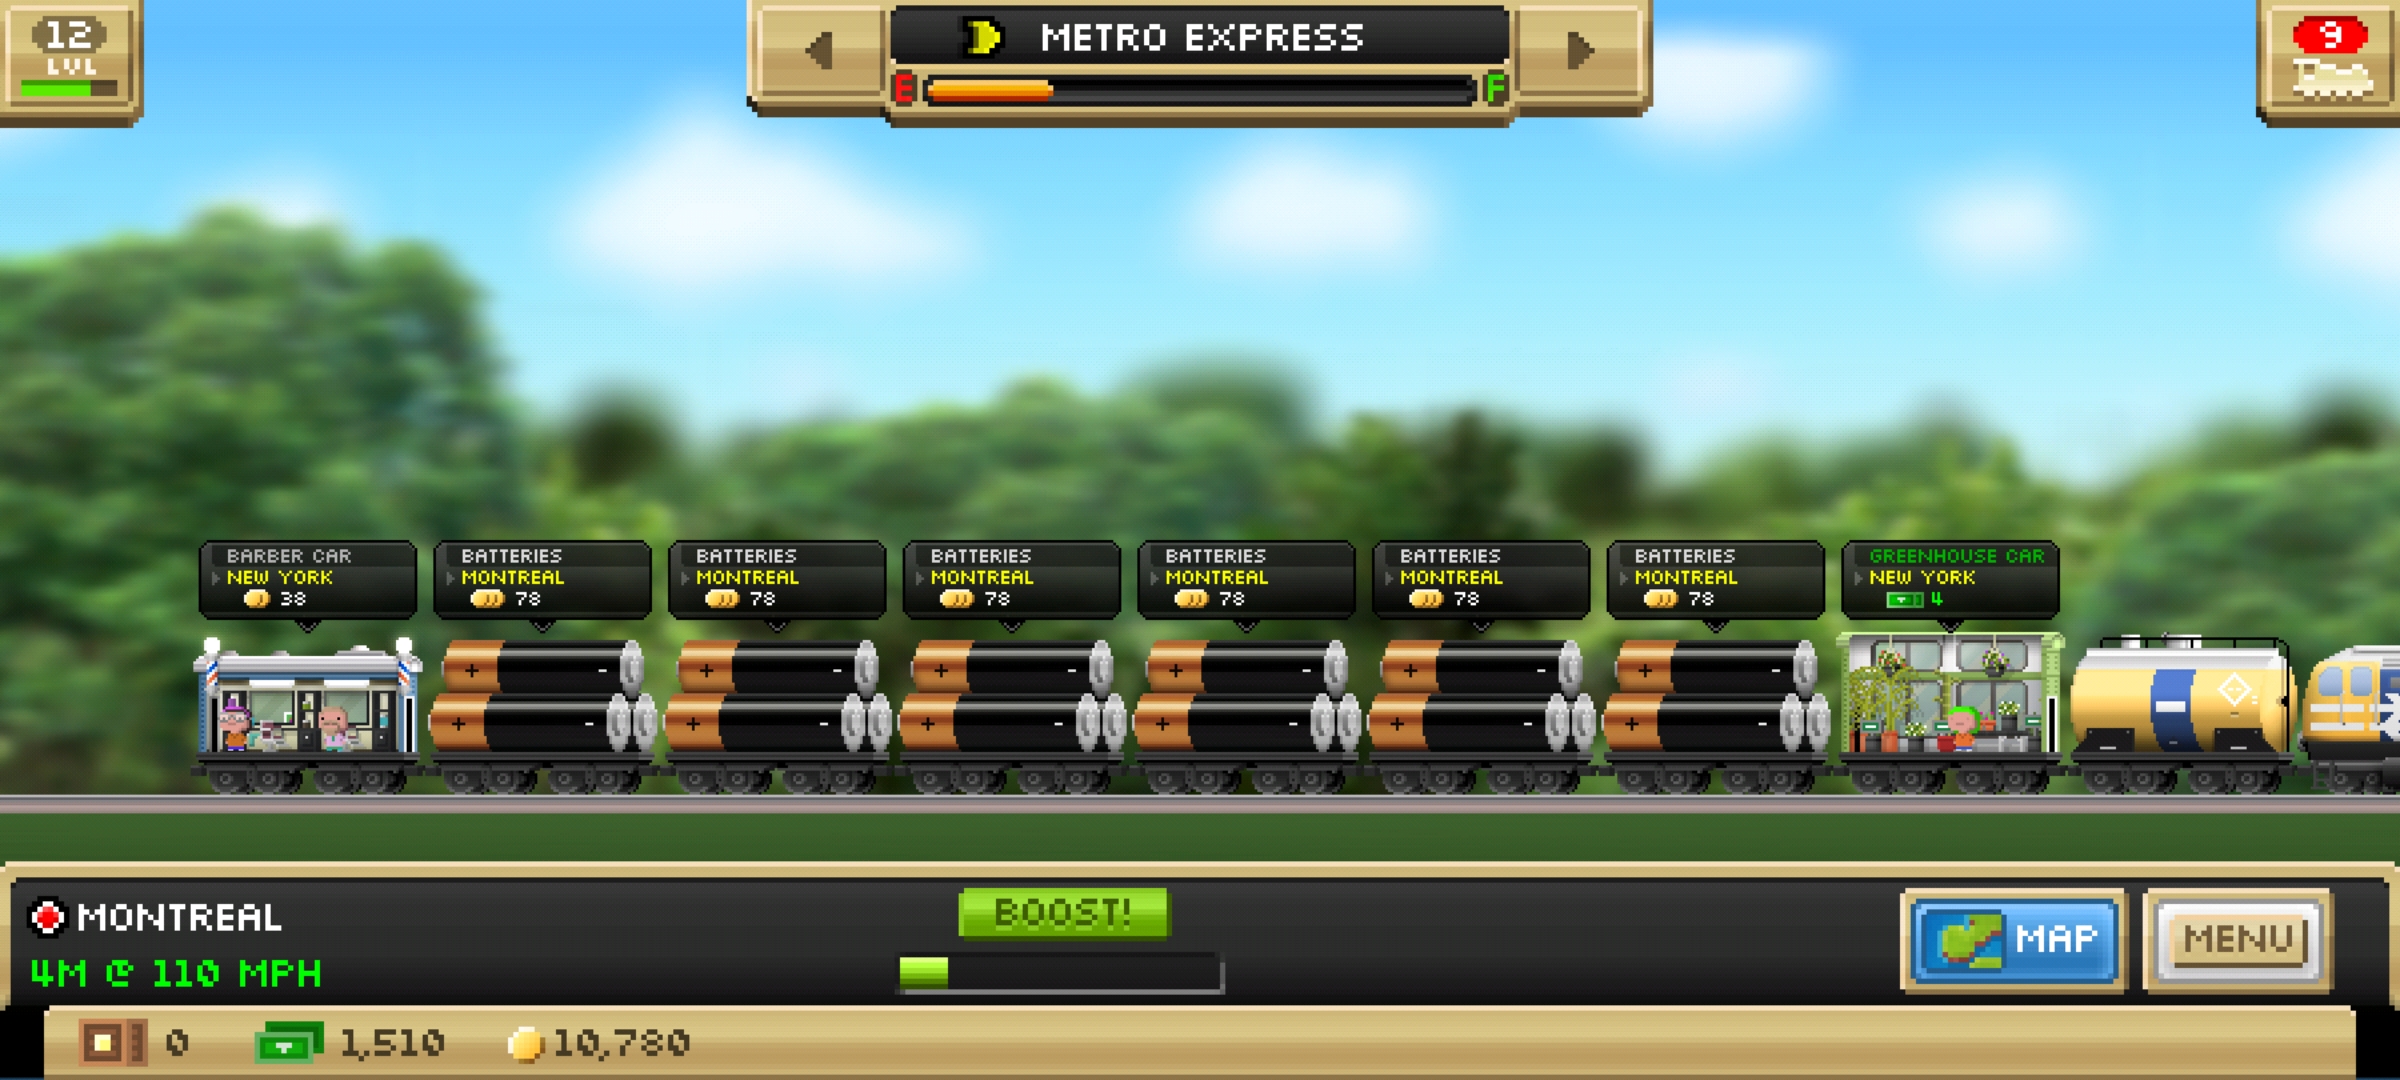 12
LVL
METRO EXPRESS
E F
9
BARBER CAR
NEW YORK
38
BATTERIES
MONTREAL
78
BATTERIES
MONTREAL
78
BATTERIES
MONTREAL
78
BATTERIES
MONTREAL
78
BATTERIES
MONTREAL
78
BATTERIES
MONTREAL
78
GREENHOUSE CAR
NEW YORK
4
+ -
+ -
+ -
+ -
+ -
+ -
+ -
+ -
+ -
+ -
+ -
+ -
MONTREAL
4M @ 110 MPH
BOOST!
MAP
MENU
0
1,510
10,780